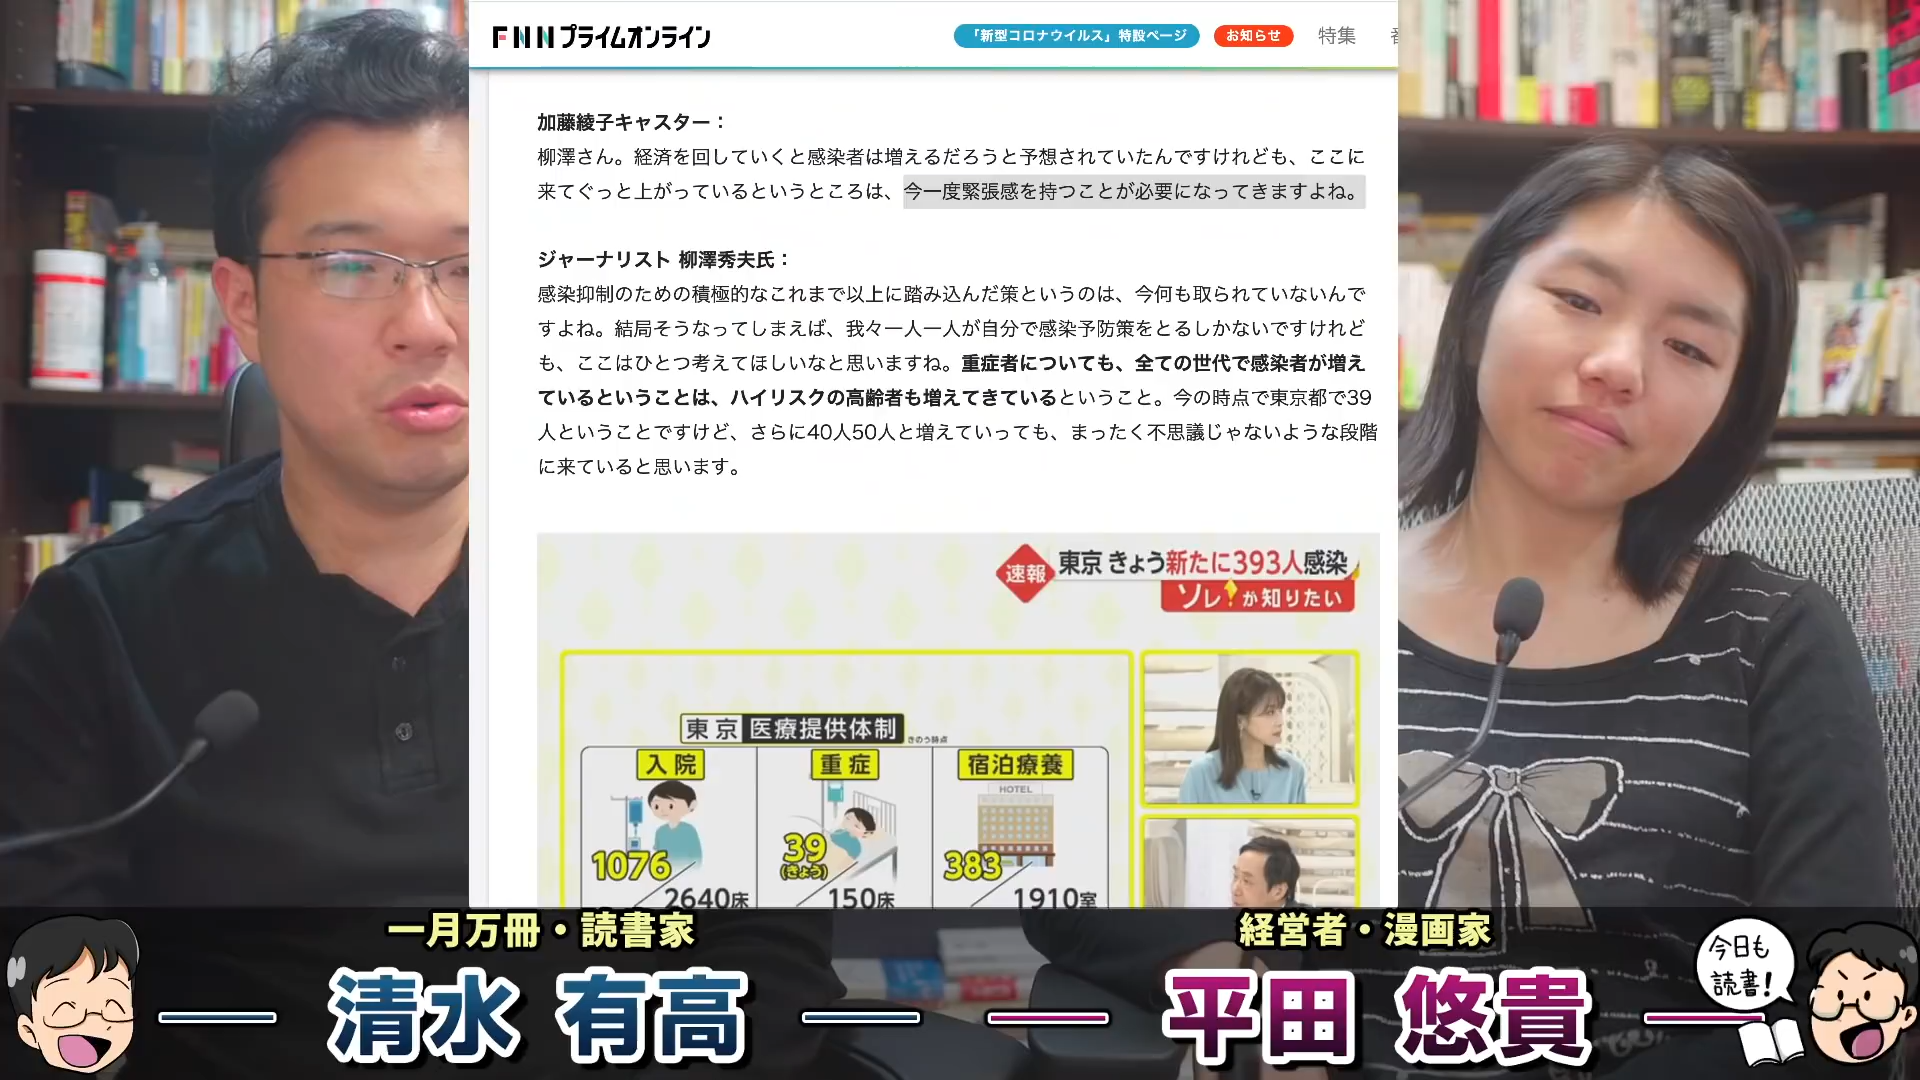 FNNプライムオンライン
「新型コロナウイルス」特設ページ
お知らせ
特集
加藤綾子キャスター：
柳澤さん。経済を回していくと感染者は増えるだろうと予想されていたんですけれども、ここに
来てぐっと上がっているというところは、今一度緊張感を持つことが必要になってきますよね。
ジャーナリスト 柳澤秀夫氏：
感染抑制のための積極的なこれまで以上に踏み込んだ策というのは、今何も取られていないんで
すよね。結局そうなってしまえば、我々一人一人が自分で感染予防策をとるしかないですけれど
も、ここはひとつ考えてほしいなと思いますね。重症者についても、全ての世代で感染者が増え
ているということは、ハイリスクの高齢者も増えてきているということ。今の時点で東京都で39
人ということですけど、さらに40人50人と増えていっても、まったく不思議じゃないような段階
に来ていると思います。
速報
東京 きょう新たに393人感染
ソレ!が知りたい
東京 医療提供体制 きのう時点
入院
重症
宿泊療養
HOTEL
1076
2640床
39
(きょう)
150床
383
1910室
一月万冊・読書家
清水 有高
経営者・漫画家
平田 悠貴
今日も
読書!